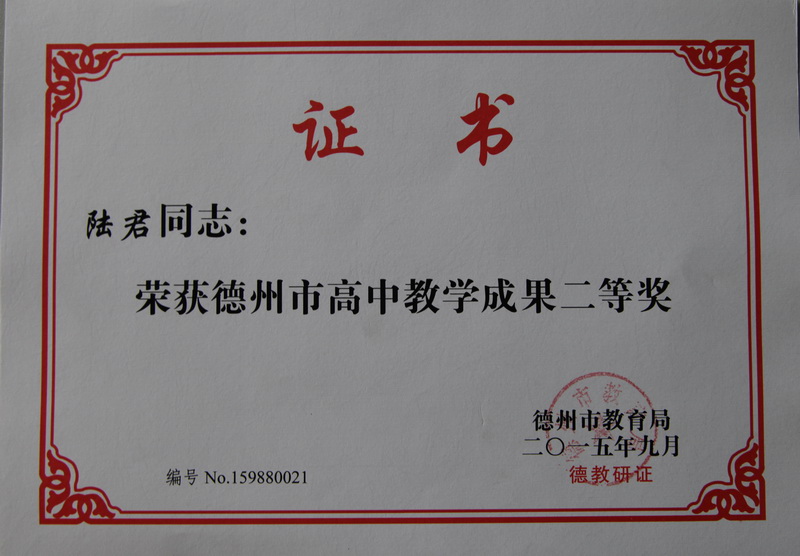 证 书
陆君同志：
荣获德州市高中教学成果二等奖
德州市教育局
二〇一五年九月
德教研证
编号 No.159880021